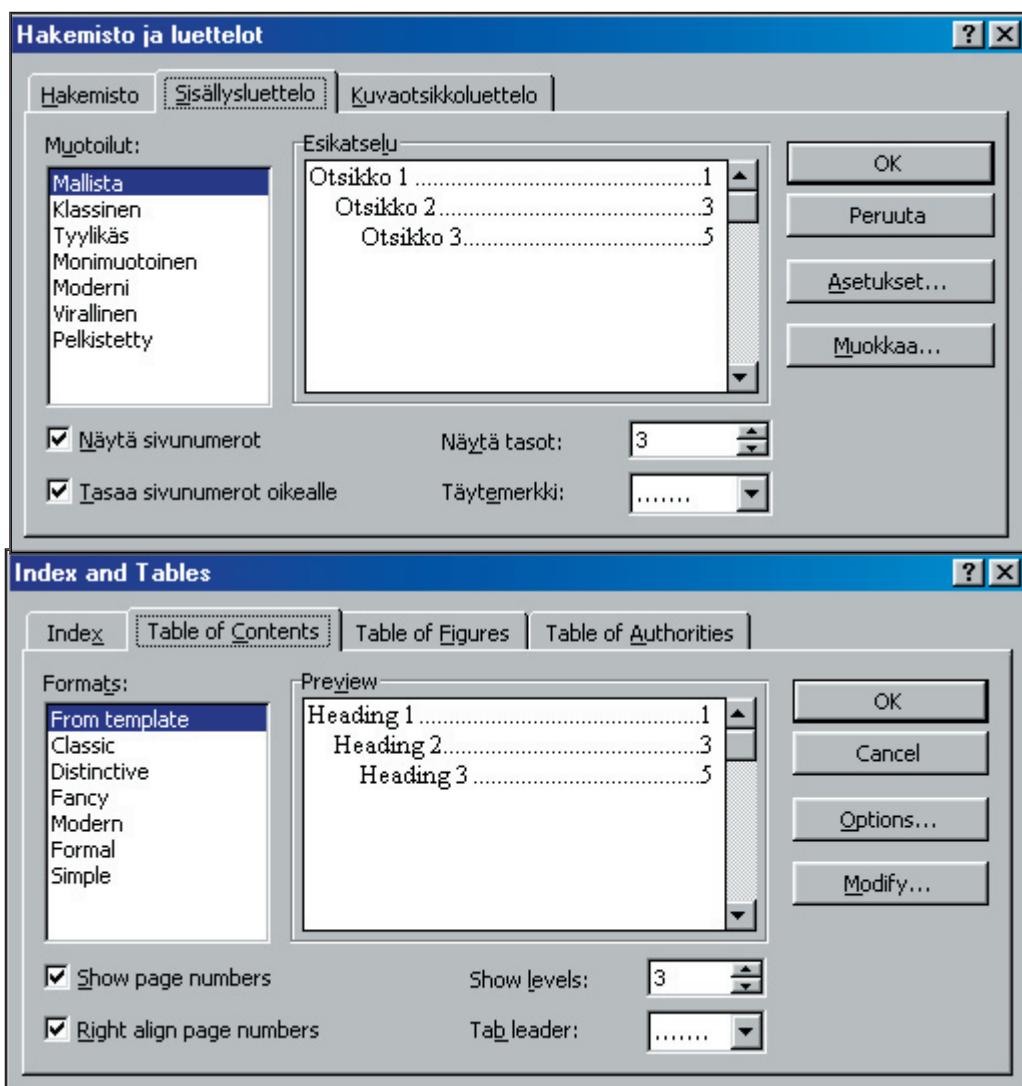 Hakemisto ja luettelot
Hakemisto Sisällysluettelo Kuvaotsikkoluettelo
Muotoilut:
Mallista
Klassinen
Tyylikäs
Monimuotoinen
Moderni
Virallinen
Pelkistetty
Esikatselu
Otsikko 1 ................................................1
Otsikko 2............................................3
Otsikko 3........................................5
OK
Peruuta
Asetukset...
Muokkaa...
Näytä sivunumerot
Näytä tasot: 3
Tasaa sivunumerot oikealle
Täytemerkki: .......
Index and Tables
Index Table of Contents Table of Figures Table of Authorities
Formats:
From template
Classic
Distinctive
Fancy
Modern
Formal
Simple
Preview
Heading 1 ................................................1
Heading 2............................................3
Heading 3 ........................................5
OK
Cancel
Options...
Modify...
Show page numbers
Show levels: 3
Right align page numbers
Tab leader: .......